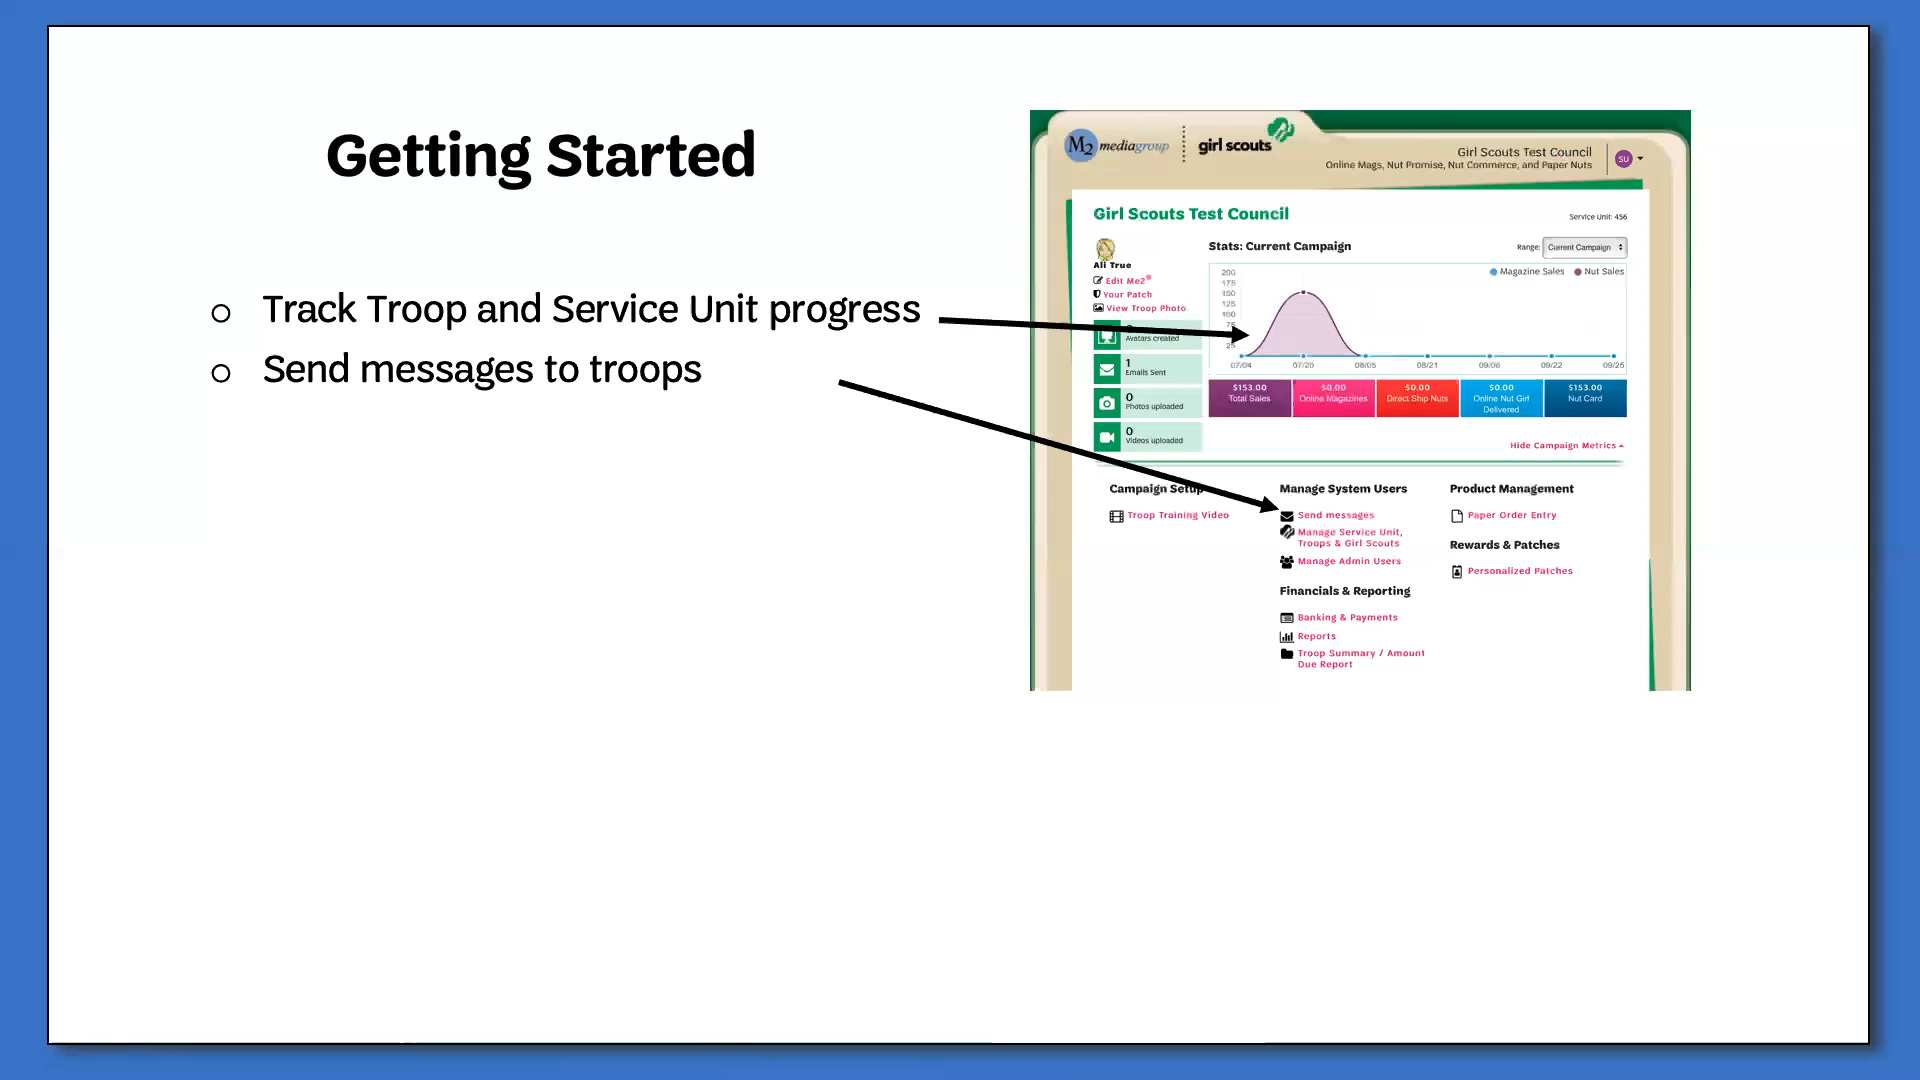 Getting Started
Track Troop and Service Unit progress
Send messages to troops
M2 mediagroup
girl scouts
Girl Scouts Test Council
Online Mags, Nut Promise, Nut Commerce, and Paper Nuts
SU
Girl Scouts Test Council
Service Unit: 456
Ali True
Edit Me2®
Your Patch
View Troop Photo
Avatars created
1
Emails Sent
0
Photos uploaded
0
Videos uploaded
Stats: Current Campaign
Range: Current Campaign
Magazine Sales Nut Sales
200
175
150
125
100
25
07/04 07/20 08/05 08/21 09/06 09/22 09/25
$153.00 Total Sales
$0.00 Online Magazines
$0.00 Direct Ship Nuts
$0.00 Online Nut Girl Delivered
$153.00 Nut Card
Hide Campaign Metrics
Campaign Setup
Troop Training Video
Manage System Users
Send messages
Manage Service Unit,
Troops & Girl Scouts
Manage Admin Users
Financials & Reporting
Banking & Payments
Reports
Troop Summary / Amount
Due Report
Product Management
Paper Order Entry
Rewards & Patches
Personalized Patches